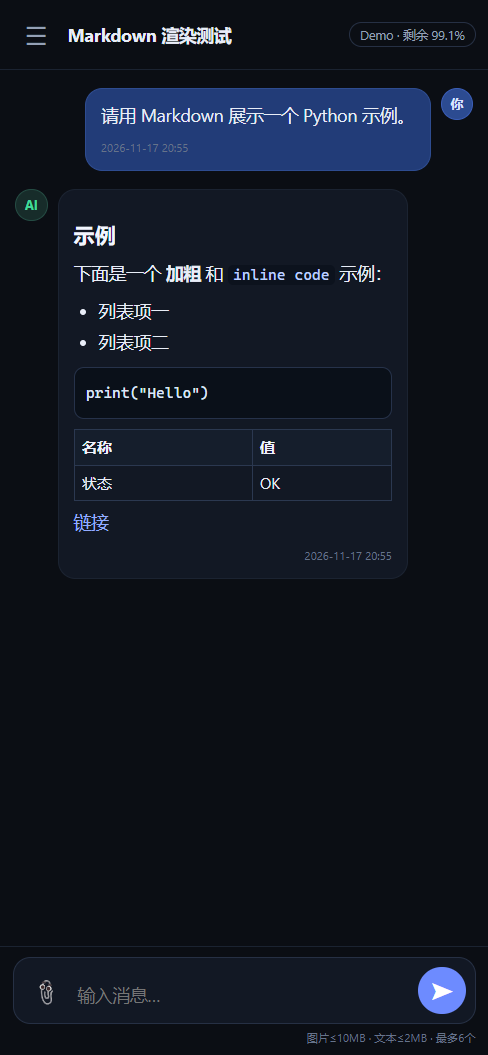 Markdown 渲染测试
Demo · 剩余 99.1%
请用 Markdown 展示一个 Python 示例。
2026-11-17 20:55
你
AI
示例
下面是一个 加粗 和 inline code 示例：
列表项一
列表项二
print("Hello")
名称 值
状态 OK
链接
2026-11-17 20:55
输入消息...
图片≤10MB · 文本≤2MB · 最多6个